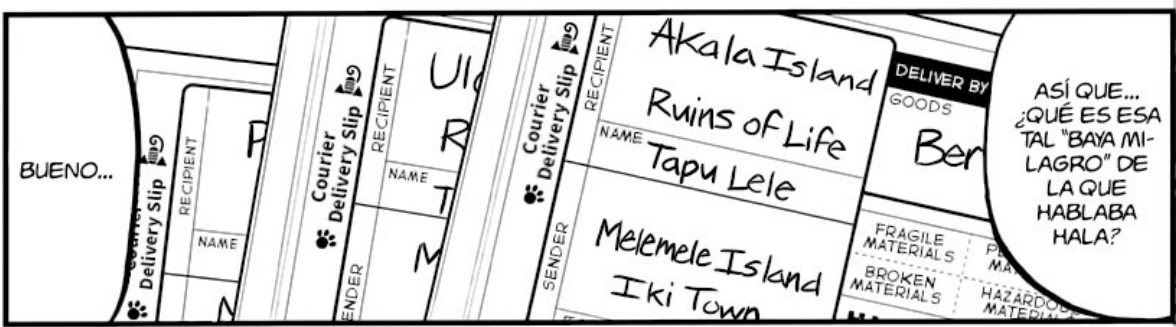 ASÍ QUE...
¿QUÉ ES ESA
TAL "BAYA MI-
LAGRO" DE
LA QUE
HABLABA
HALA?
DELIVER BY
GOODS
FRAGILE
MATERIALS
BROKEN
MATERIALS
Courier
Delivery Slip
RECIPIENT
Akala Island
Ruins of Life
NAME
Tapu Lele
SENDER
Melemele Island
Iki Town
Courier
Delivery Slip
RECIPIENT
NAME
Delivery Slip
RECIPIENT
NAME
BUENO...